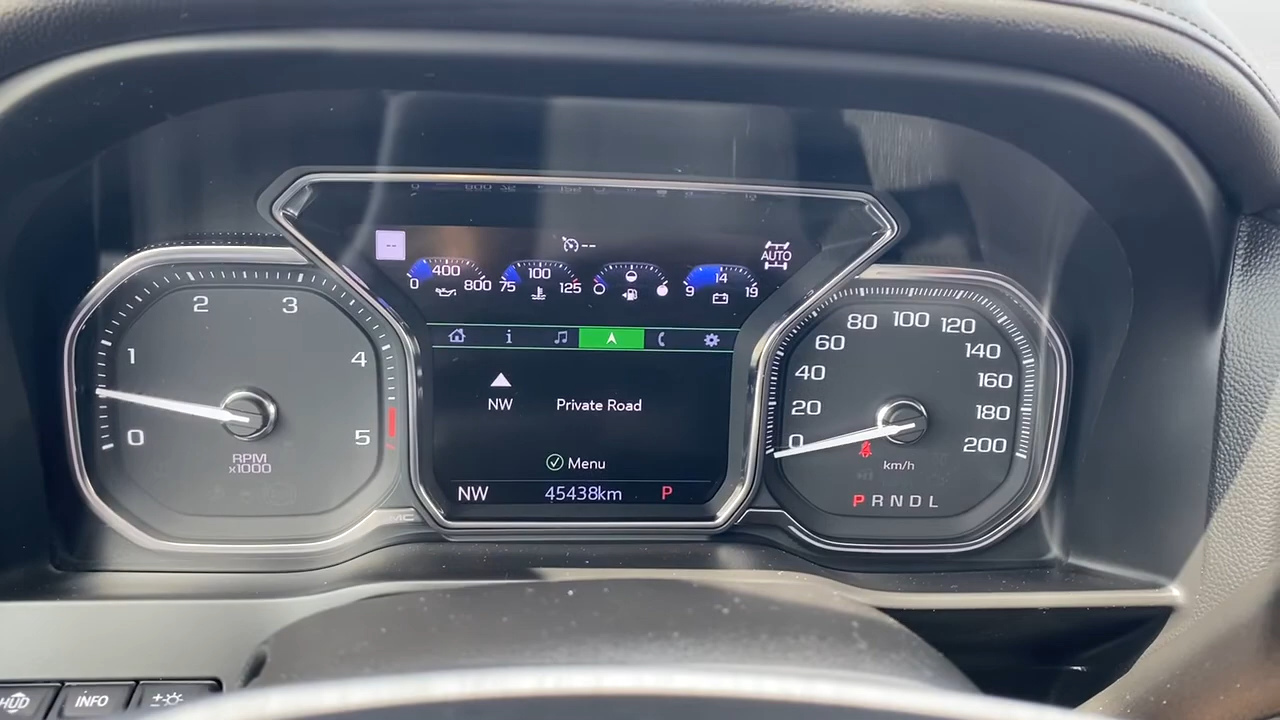 --
--
AUTO
400
0 800
100
75 125
14
9 19
1 2 3 4
0 5
RPM
x1000
i
NW
Private Road
Menu
NW 45438km P
0 20 40 60 80 100 120 140 160 180 200
km/h
P R N D L
HUD
INFO